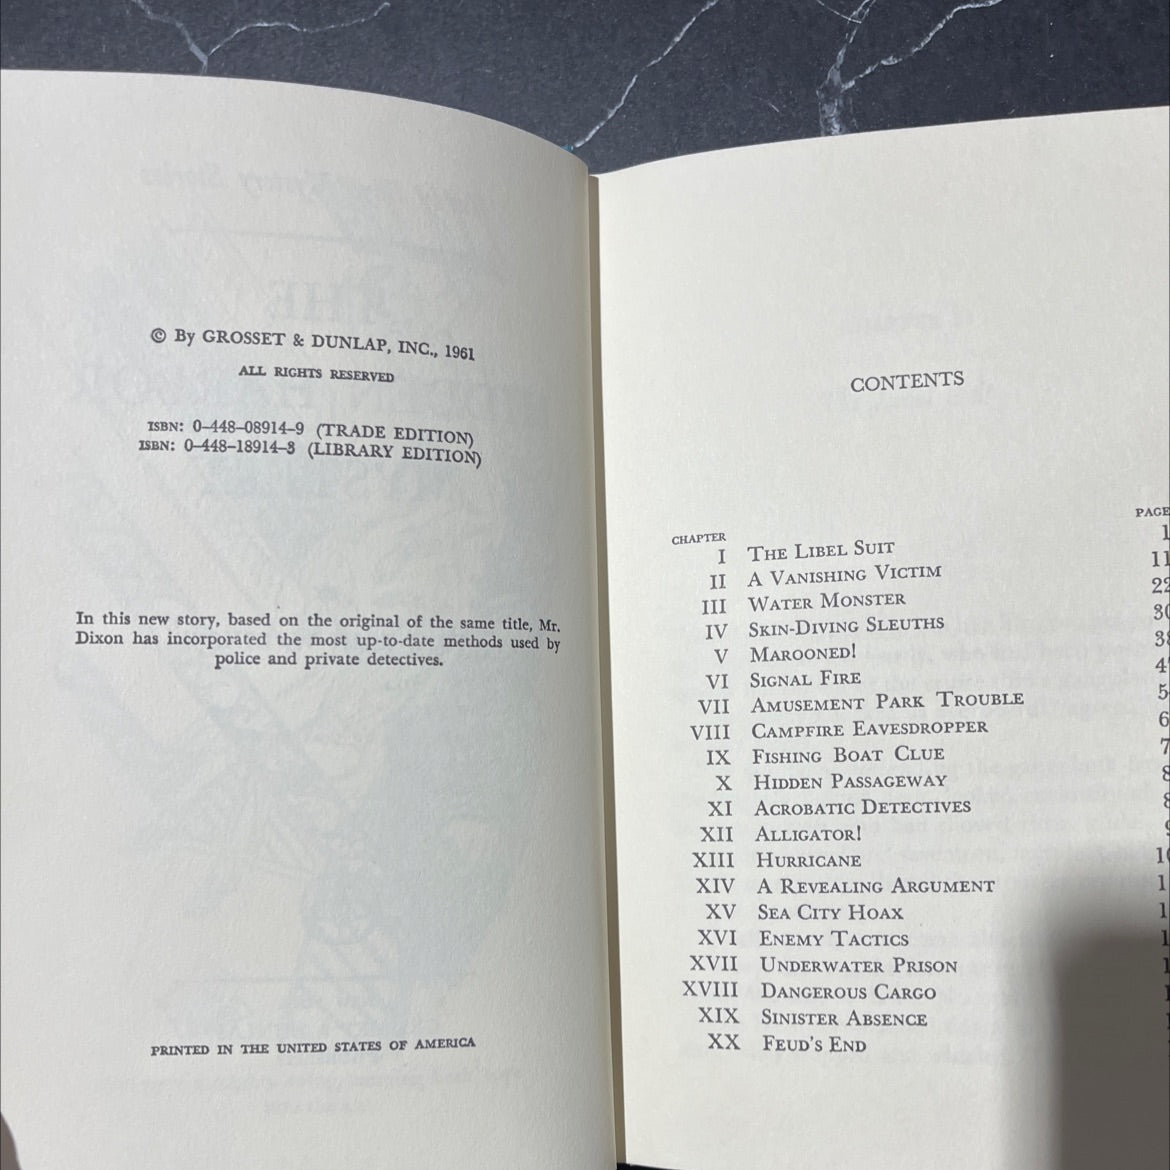 © By GROSSET & DUNLAP, INC., 1961
ALL RIGHTS RESERVED
ISBN: 0-448-08914-9 (TRADE EDITION)
ISBN: 0-448-18914-3 (LIBRARY EDITION)
In this new story, based on the original of the same title, Mr.
Dixon has incorporated the most up-to-date methods used by
police and private detectives.
PRINTED IN THE UNITED STATES OF AMERICA
CONTENTS
CHAPTER PAGE
I THE LIBEL SUIT 1
II A VANISHING VICTIM 11
III WATER MONSTER 22
IV SKIN-DIVING SLEUTHS 30
V MAROONED! 38
VI SIGNAL FIRE
VII AMUSEMENT PARK TROUBLE
VIII CAMPFIRE EAVESDROPPER
IX FISHING BOAT CLUE
X HIDDEN PASSAGEWAY
XI ACROBATIC DETECTIVES
XII ALLIGATOR!
XIII HURRICANE
XIV A REVEALING ARGUMENT
XV SEA CITY HOAX
XVI ENEMY TACTICS
XVII UNDERWATER PRISON
XVIII DANGEROUS CARGO
XIX SINISTER ABSENCE
XX FEUD'S END